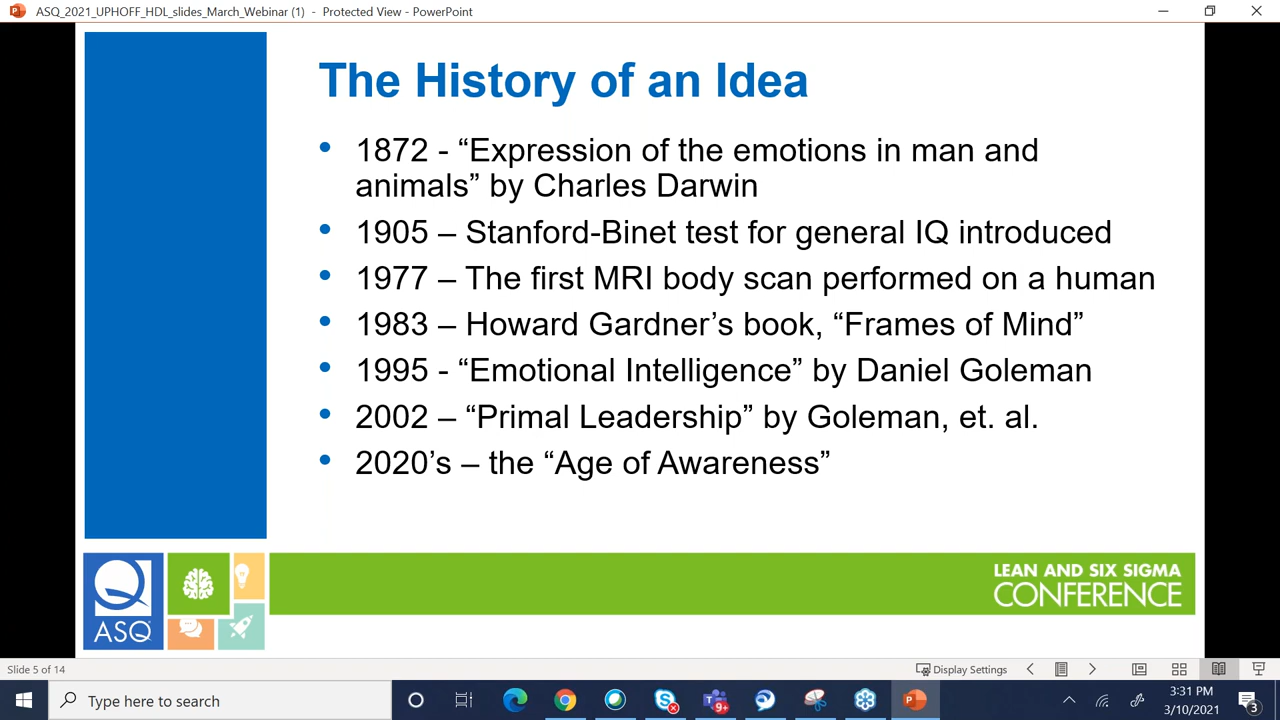 ASQ_2021_UPHOFF_HDL_slides_March_Webinar (1) - Protected View - PowerPoint
The History of an Idea
• 1872 - “Expression of the emotions in man and
animals” by Charles Darwin
• 1905 – Stanford-Binet test for general IQ introduced
• 1977 – The first MRI body scan performed on a human
• 1983 – Howard Gardner’s book, “Frames of Mind”
• 1995 - “Emotional Intelligence” by Daniel Goleman
• 2002 – “Primal Leadership” by Goleman, et. al.
• 2020’s – the “Age of Awareness”
ASQ
LEAN AND SIX SIGMA
CONFERENCE
Slide 5 of 14
Display Settings
Type here to search
9+
3:31 PM
3/10/2021
3